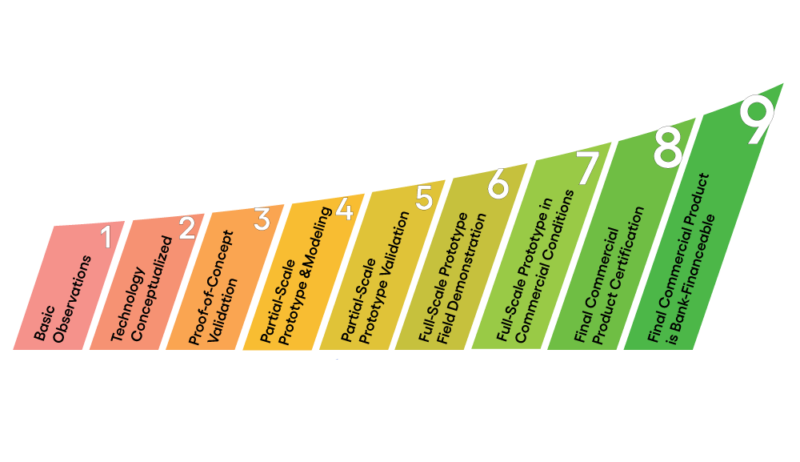 1
Basic
Observations
2
Technology
Conceptualized
3
Proof-of-Concept
Validation
4
Partial-Scale
Prototype &Modeling
5
Partial-Scale
Prototype Validation
6
Full-Scale Prototype
Field Demonstration
7
Full-Scale Prototype in
Commercial Conditions
8
Final Commercial
Product Certification
9
Final Commercial Product
is Bank-Financeable